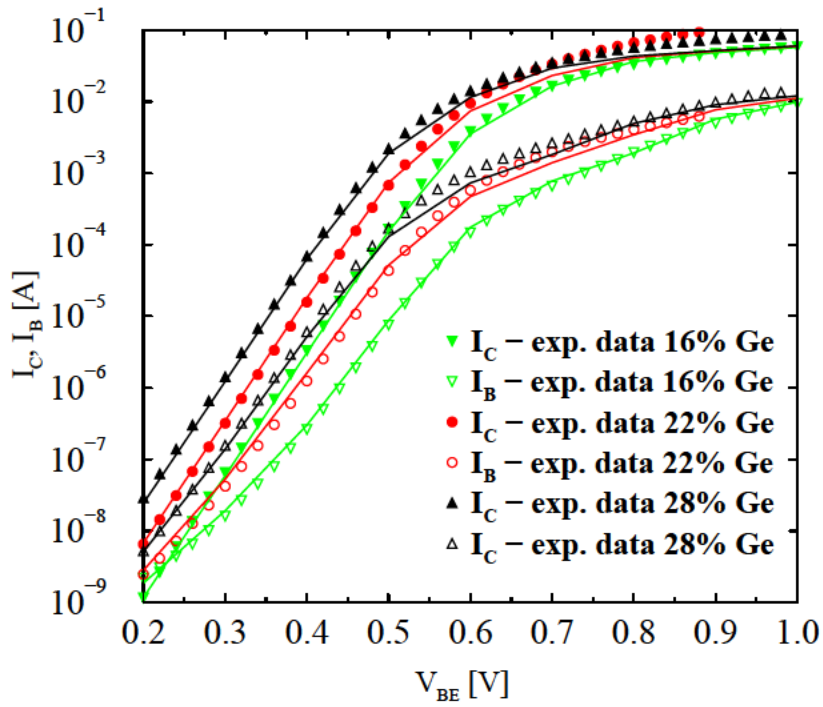 10⁻¹
10⁻²
10⁻³
10⁻⁴
10⁻⁵
10⁻⁶
10⁻⁷
10⁻⁸
10⁻⁹
I_C, I_B [A]
I_C − exp. data 16% Ge
I_B − exp. data 16% Ge
I_C − exp. data 22% Ge
I_B − exp. data 22% Ge
I_C − exp. data 28% Ge
I_C − exp. data 28% Ge
0.2 0.3 0.4 0.5 0.6 0.7 0.8 0.9 1.0
V_BE [V]